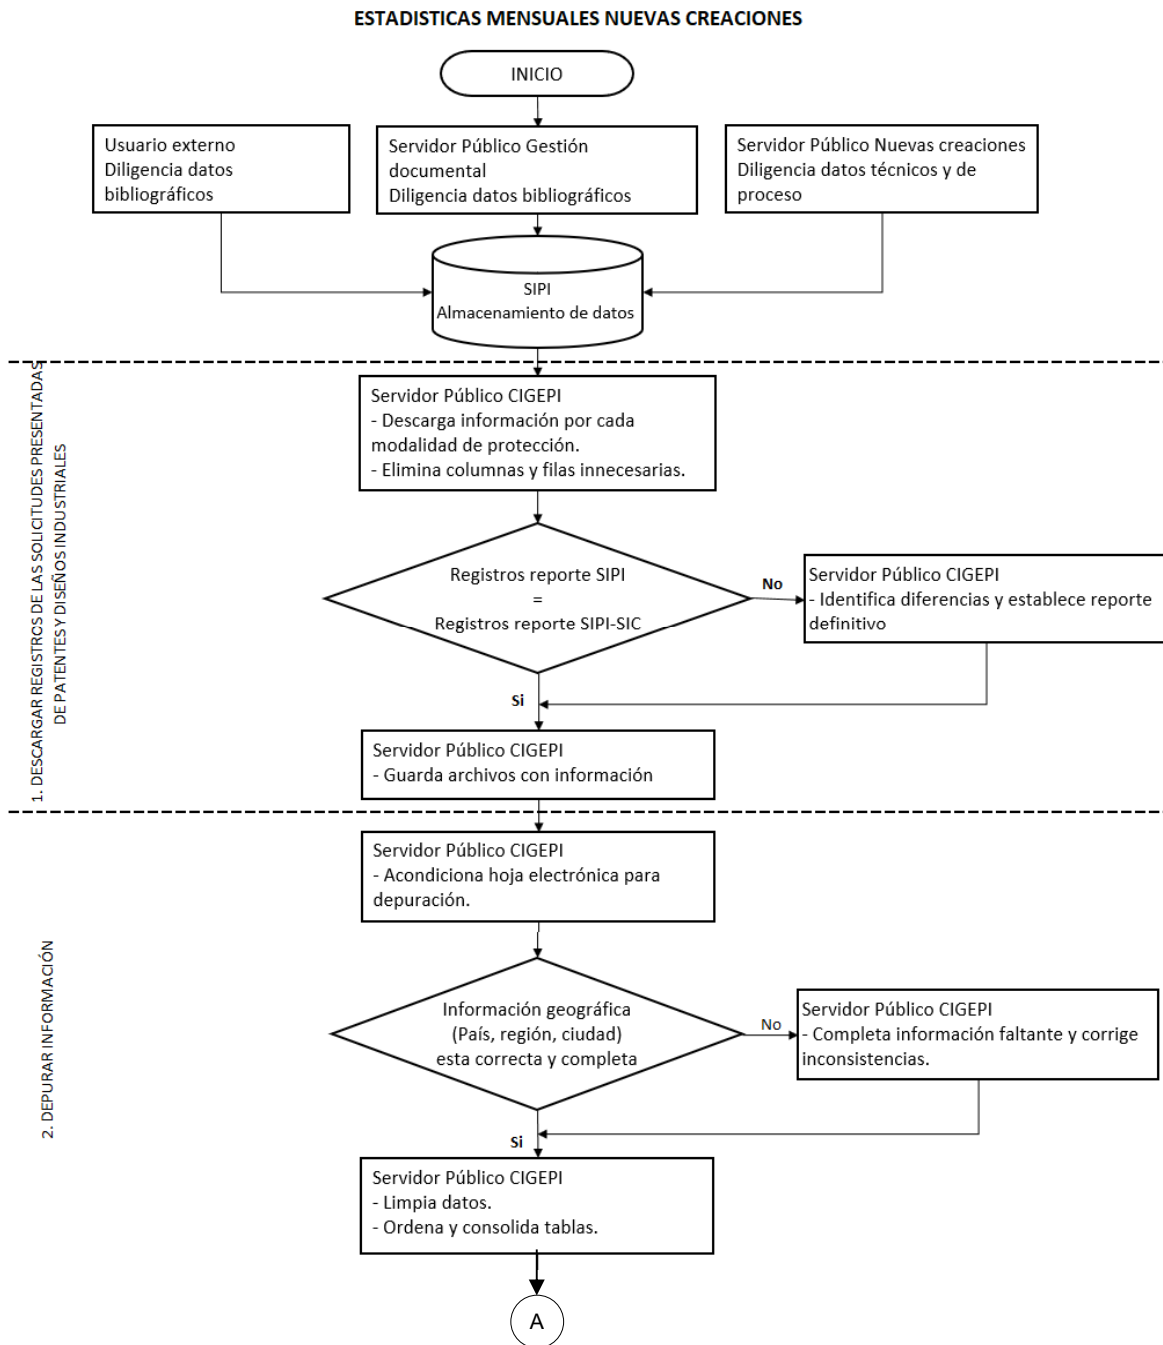 ESTADISTICAS MENSUALES NUEVAS CREACIONES
INICIO
Usuario externo
Diligencia datos
bibliográficos
Servidor Público Gestión
documental
Diligencia datos bibliográficos
Servidor Público Nuevas creaciones
Diligencia datos técnicos y de
proceso
SIPI
Almacenamiento de datos
1. DESCARGAR REGISTROS DE LAS SOLICITUDES PRESENTADAS
DE PATENTES Y DISEÑOS INDUSTRIALES
Servidor Público CIGEPI
- Descarga información por cada
modalidad de protección.
- Elimina columnas y filas innecesarias.
Registros reporte SIPI
=
Registros reporte SIPI-SIC
No
Servidor Público CIGEPI
- Identifica diferencias y establece reporte
definitivo
Si
Servidor Público CIGEPI
- Guarda archivos con información
2. DEPURAR INFORMACIÓN
Servidor Público CIGEPI
- Acondiciona hoja electrónica para
depuración.
Información geográfica
(País, región, ciudad)
esta correcta y completa
No
Servidor Público CIGEPI
- Completa información faltante y corrige
inconsistencias.
Si
Servidor Público CIGEPI
- Limpia datos.
- Ordena y consolida tablas.
A